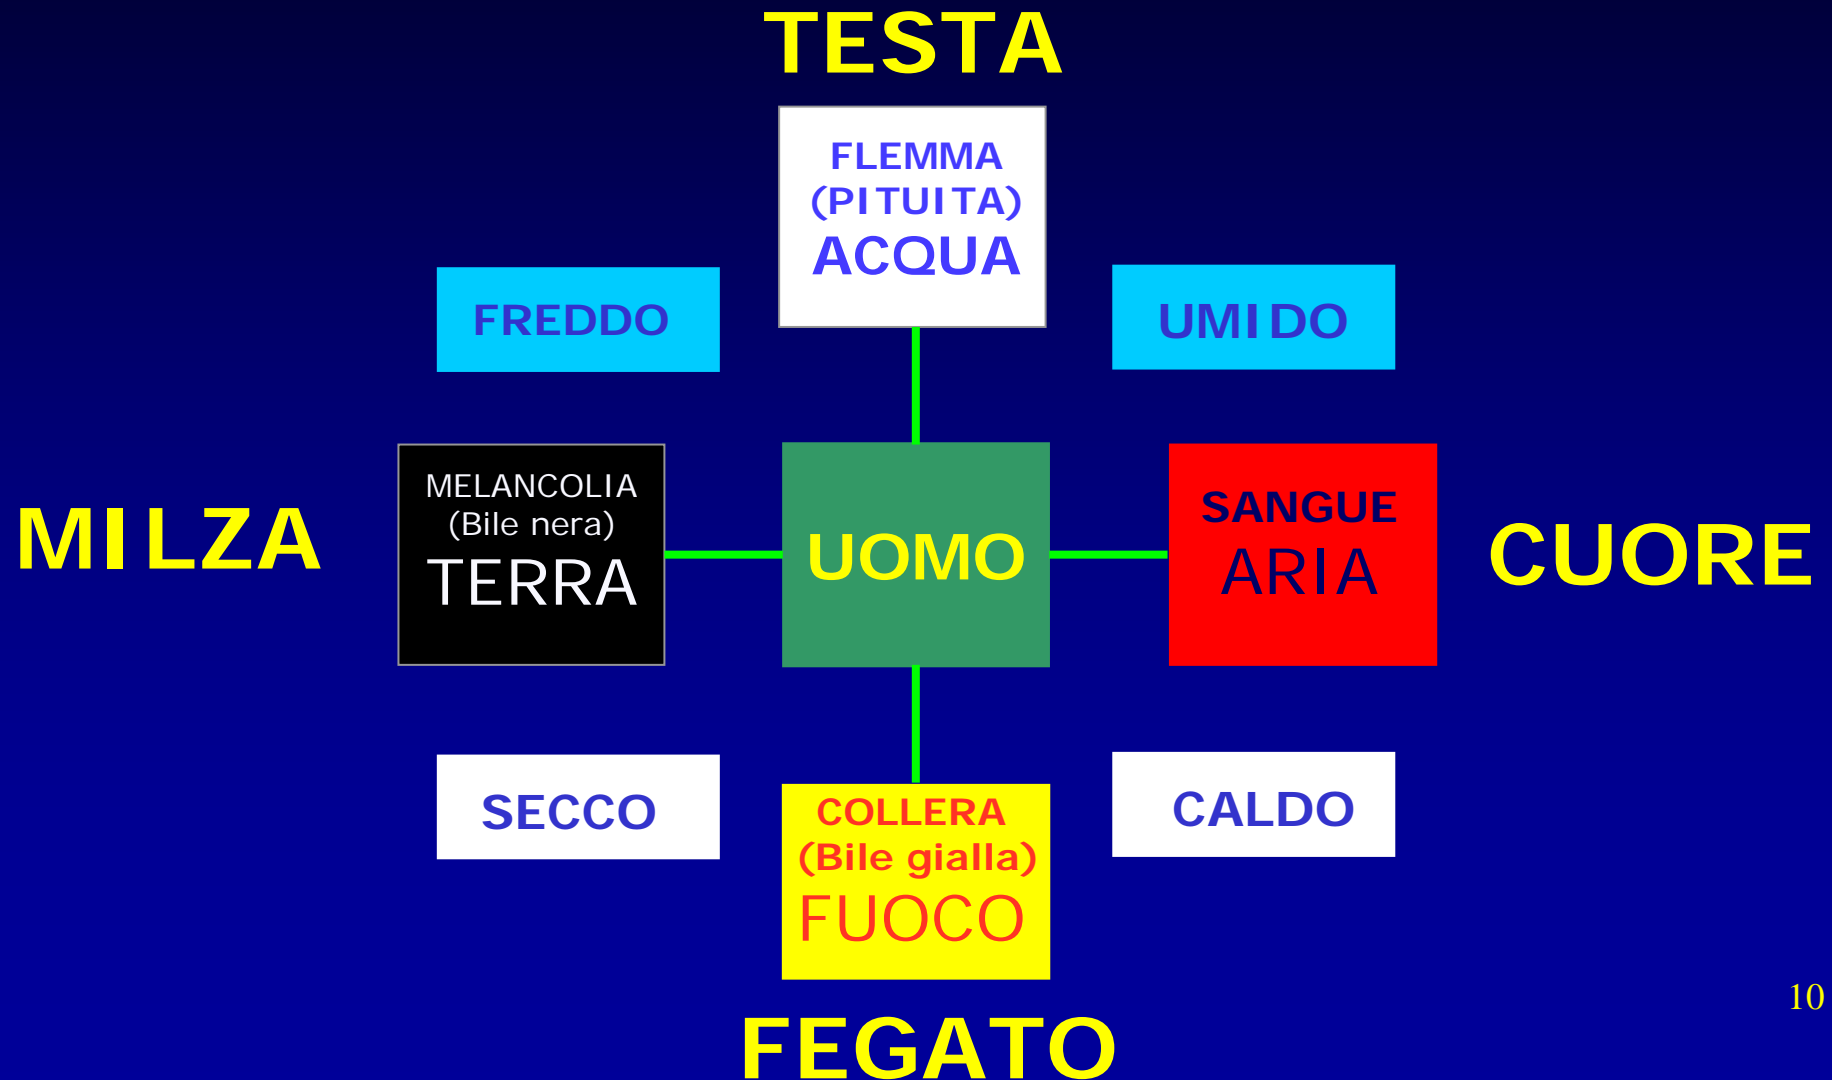 TESTA
FLEMMA
(PITUITA)
ACQUA
FREDDO
UMIDO
MILZA
MELANCOLIA
(Bile nera)
TERRA
UOMO
SANGUE
ARIA
CUORE
SECCO
COLLERA
(Bile gialla)
FUOCO
CALDO
FEGATO
10